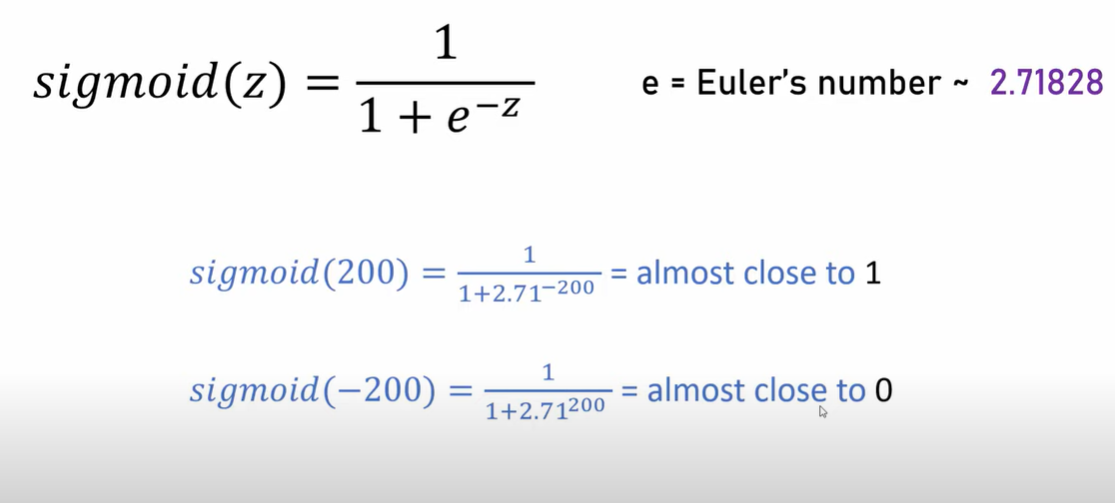 sigmoid(z) = 1 / (1 + e^−z)    e = Euler's number ~ 2.71828
sigmoid(200) = 1 / (1+2.71^−200) = almost close to 1
sigmoid(−200) = 1 / (1+2.71^200) = almost close to 0